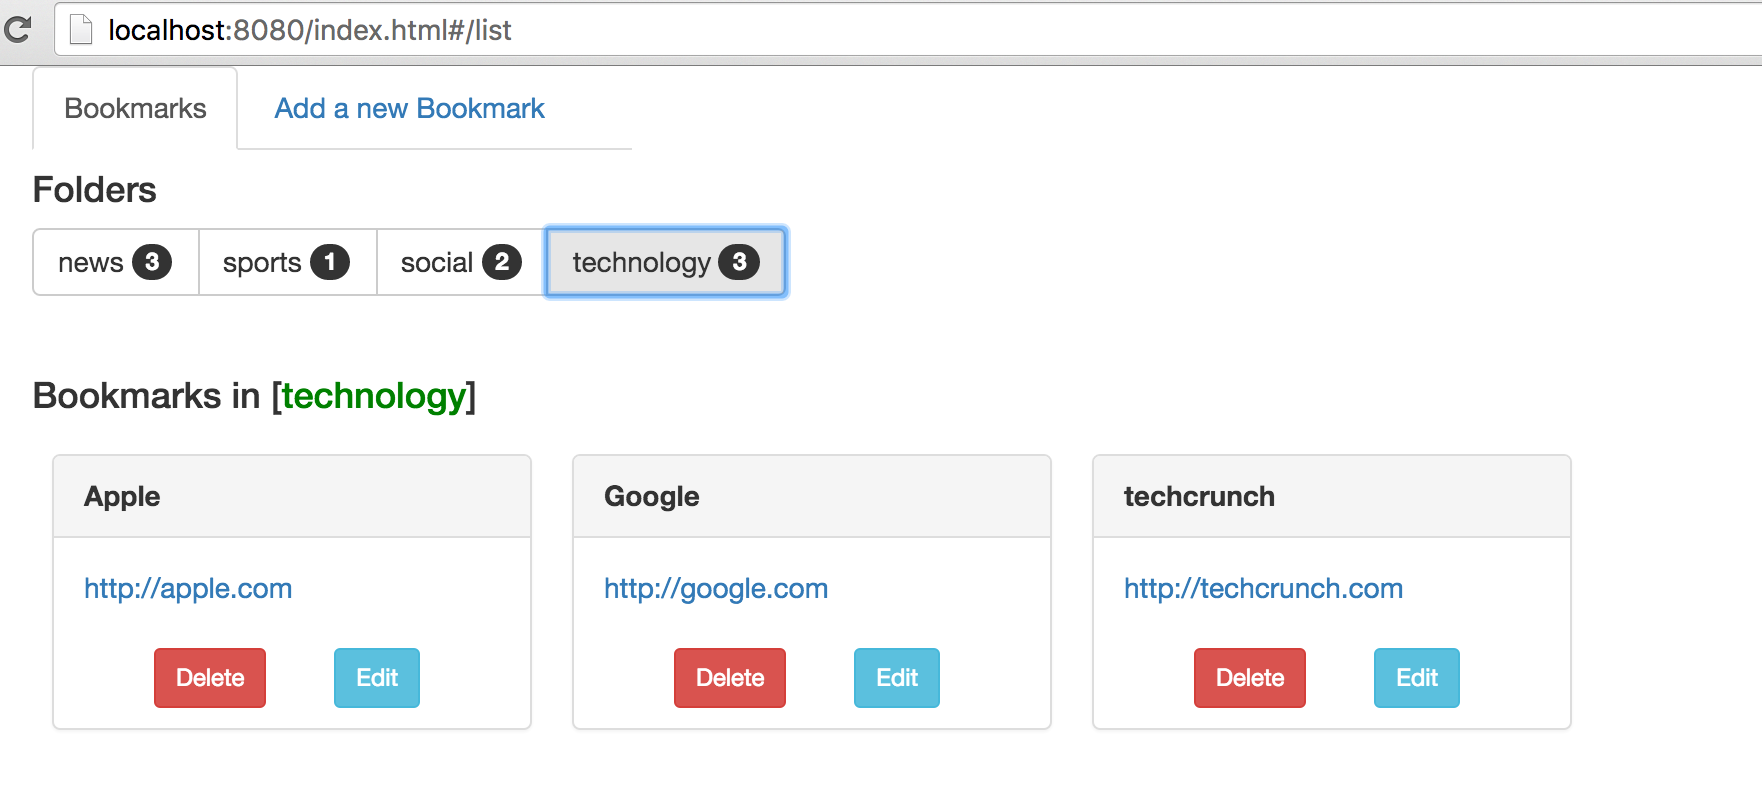 localhost:8080/index.html#/list
Bookmarks Add a new Bookmark
Folders
news 3 sports 1 social 2 technology 3
Bookmarks in [technology]
Apple Google techcrunch
http://apple.com http://google.com http://techcrunch.com
Delete Edit Delete Edit Delete Edit